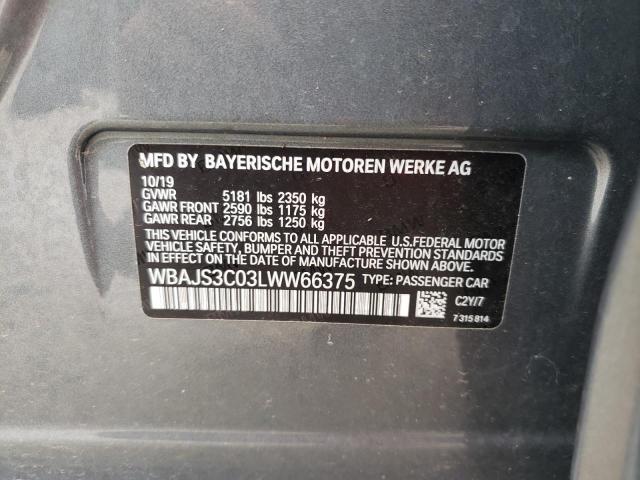 MFD BY BAYERISCHE MOTOREN WERKE AG
10/19
GVWR 5181 lbs 2350 kg
GAWR FRONT 2590 lbs 1175 kg
GAWR REAR 2756 lbs 1250 kg
THIS VEHICLE CONFORMS TO ALL APPLICABLE U.S.FEDERAL MOTOR
VEHICLE SAFETY, BUMPER AND THEFT PREVENTION STANDARDS
IN EFFECT ON THE DATE OF MANUFACTURE SHOWN ABOVE.
WBAJS3C03LWW66375 TYPE: PASSENGER CAR
C2Y/7
7 315 814